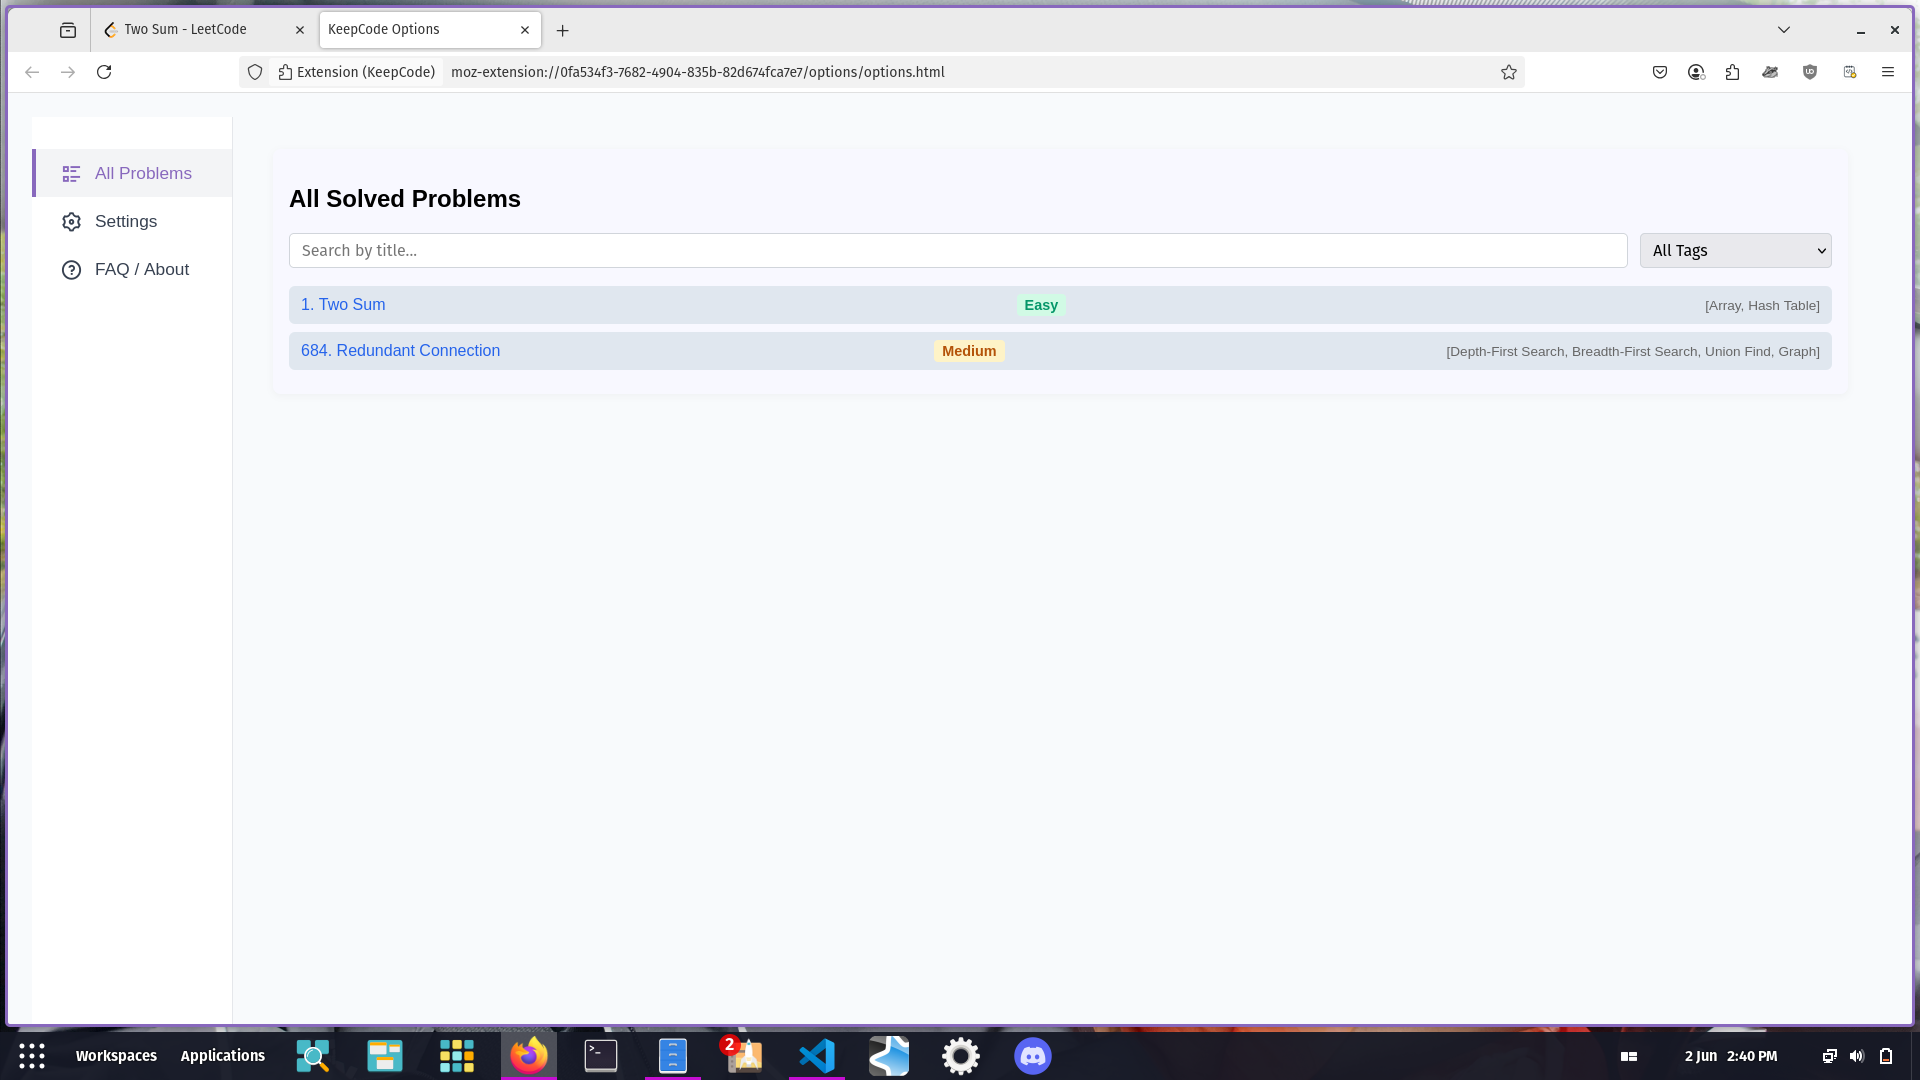 Two Sum - LeetCode
KeepCode Options
Extension (KeepCode)
moz-extension://0fa534f3-7682-4904-835b-82d674fca7e7/options/options.html
All Problems
Settings
FAQ / About
All Solved Problems
Search by title...
All Tags
1. Two Sum
Easy
[Array, Hash Table]
684. Redundant Connection
Medium
[Depth-First Search, Breadth-First Search, Union Find, Graph]
Workspaces
Applications
>_
2
2 Jun 2:40 PM